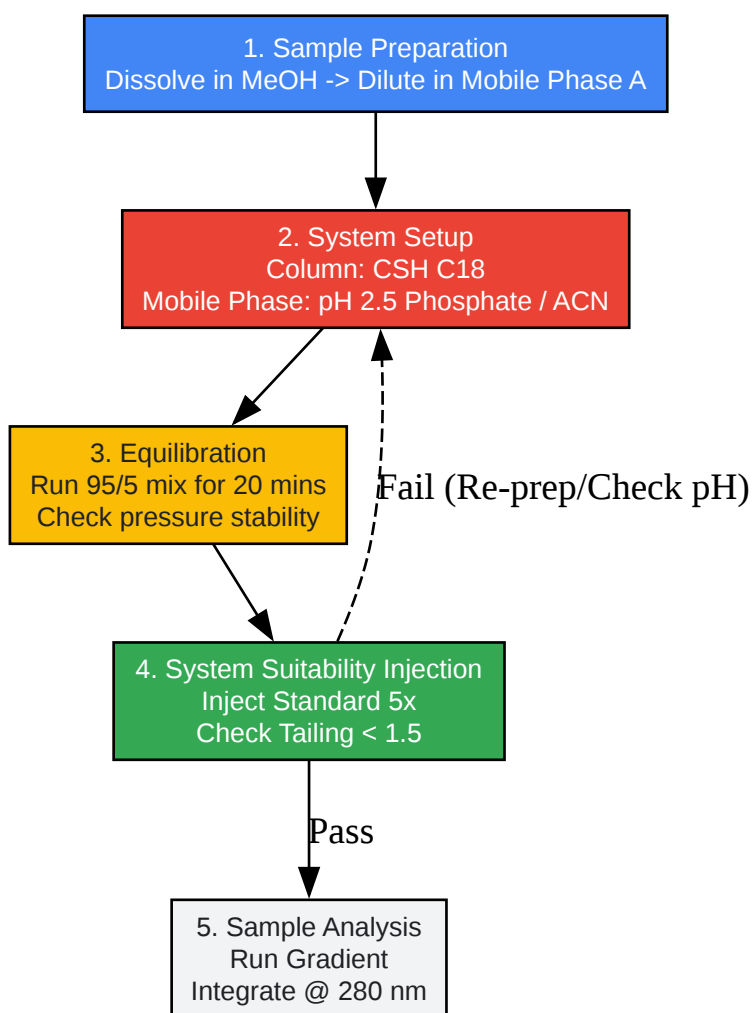 1. Sample Preparation
Dissolve in MeOH -> Dilute in Mobile Phase A
2. System Setup
Column: CSH C18
Mobile Phase: pH 2.5 Phosphate / ACN
3. Equilibration
Run 95/5 mix for 20 mins
Check pressure stability
Fail (Re-prep/Check pH)
4. System Suitability Injection
Inject Standard 5x
Check Tailing < 1.5
Pass
5. Sample Analysis
Run Gradient
Integrate @ 280 nm